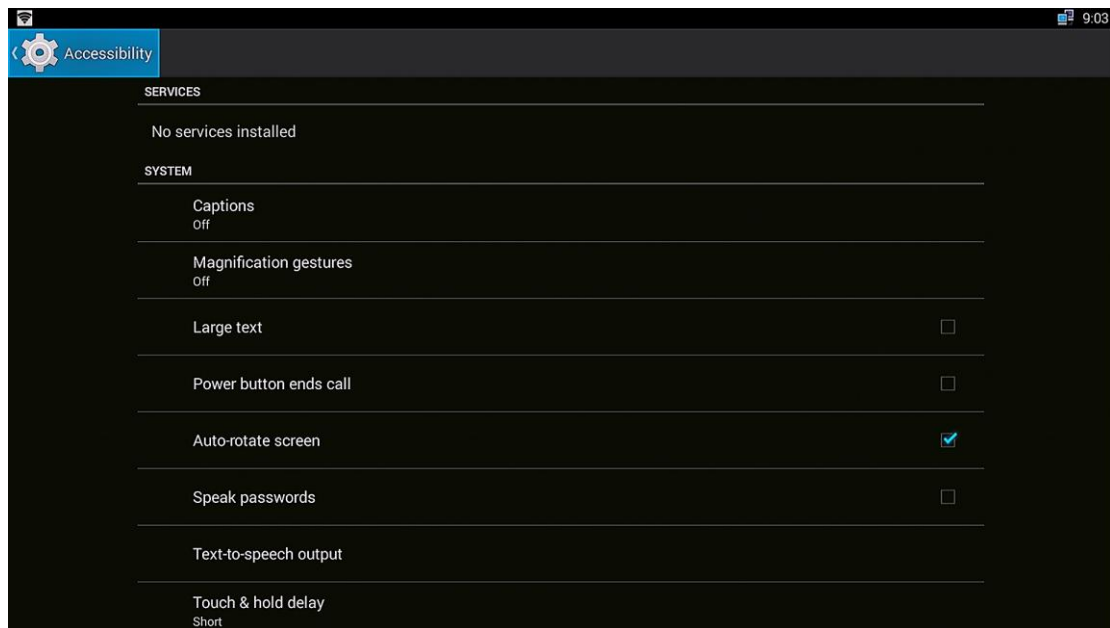 9:03
Accessibility
SERVICES
No services installed
SYSTEM
Captions
Off
Magnification gestures
Off
Large text
Power button ends call
Auto-rotate screen
Speak passwords
Text-to-speech output
Touch & hold delay
Short